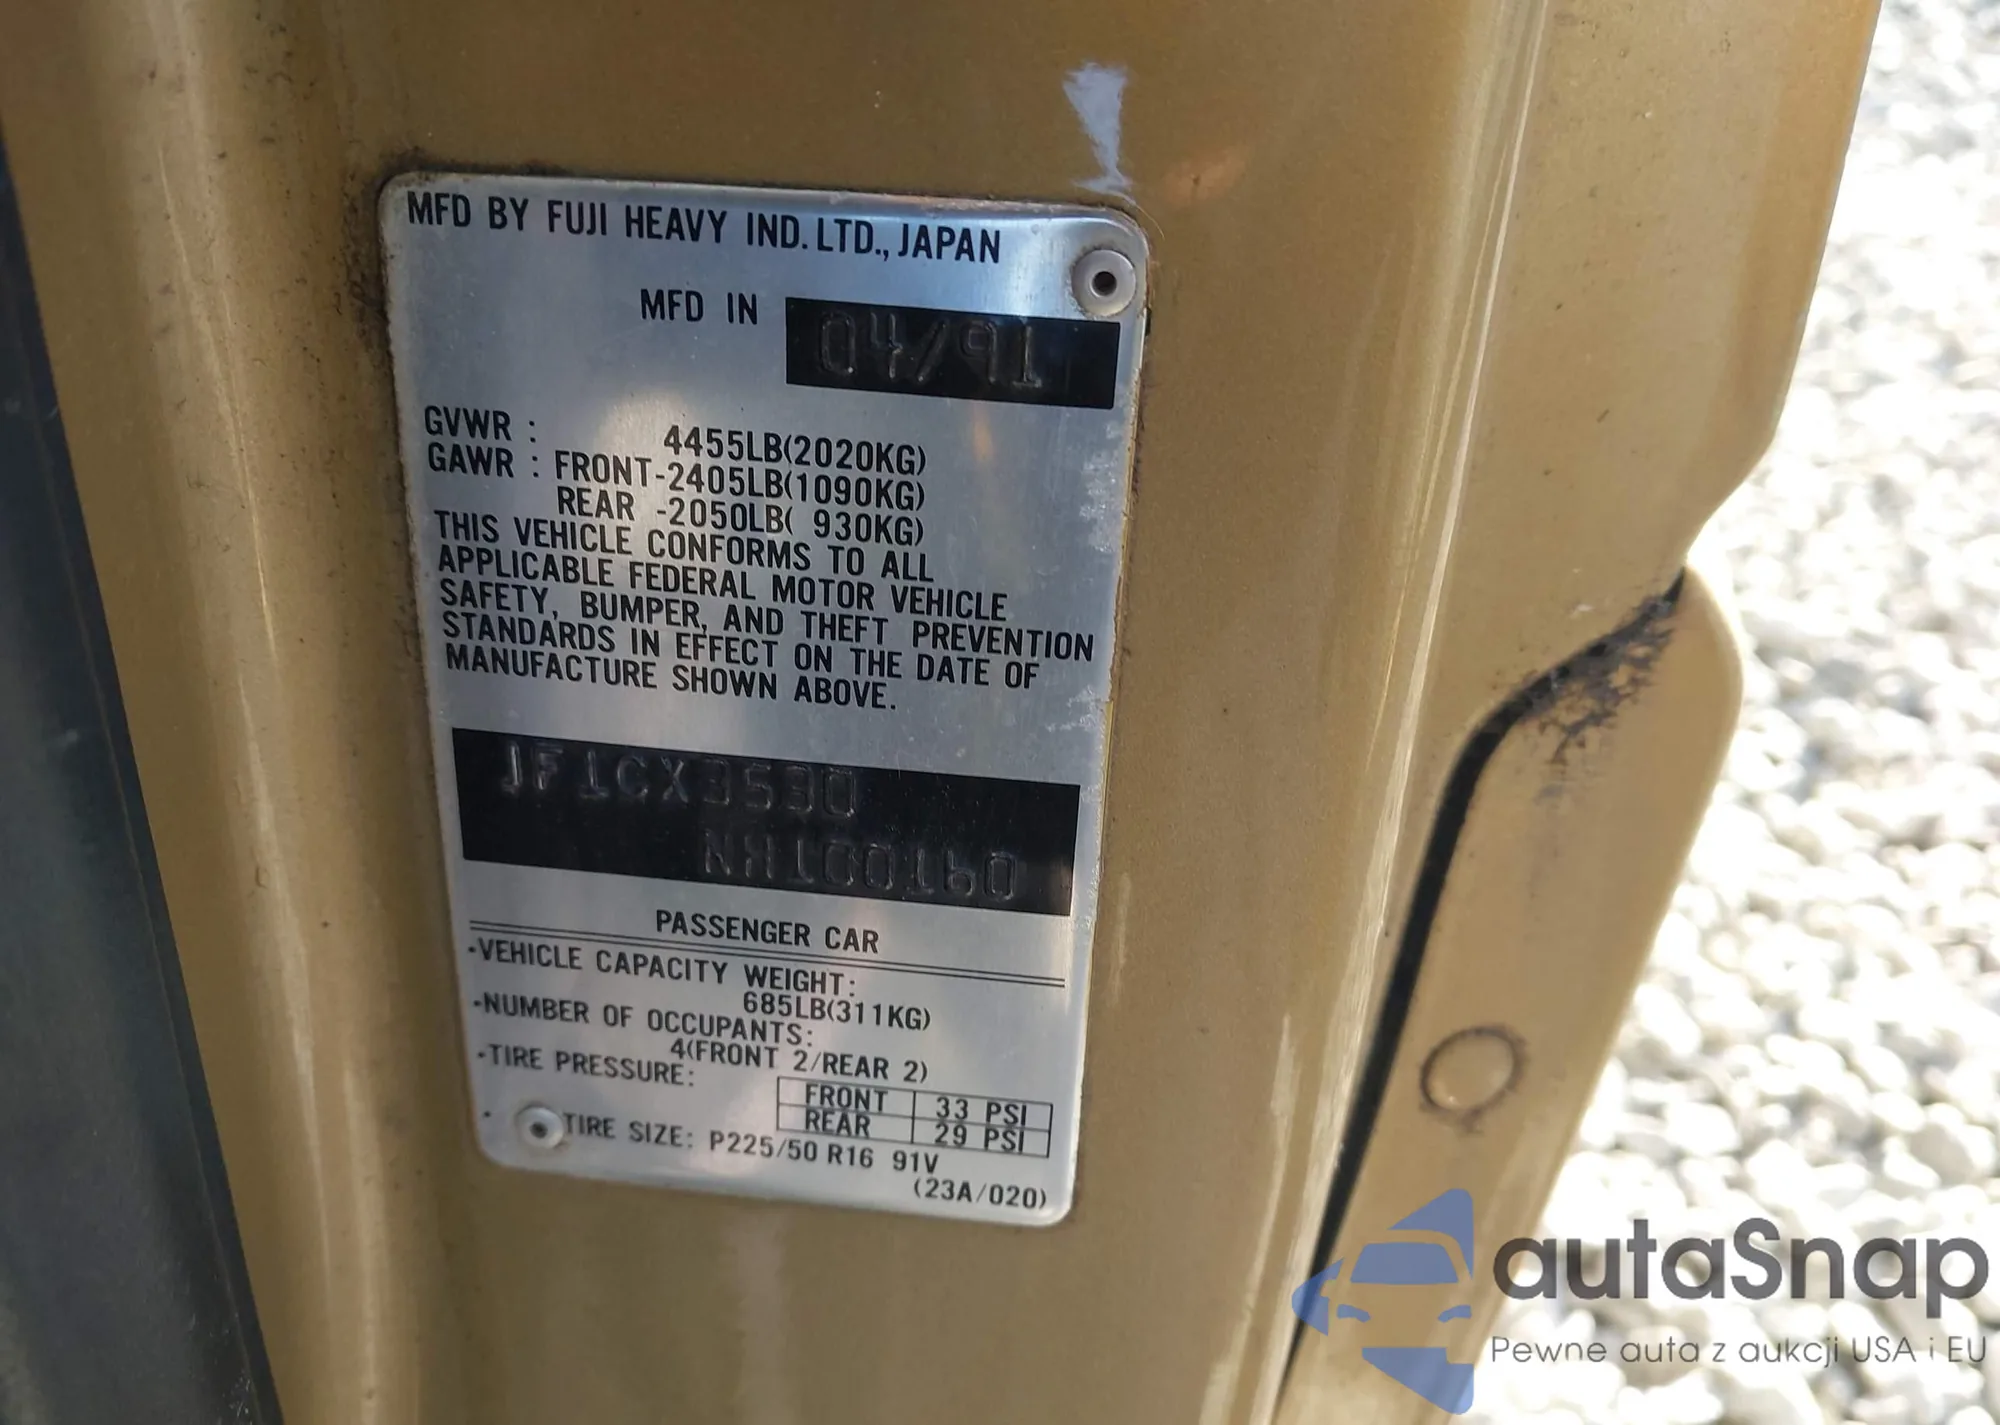 MFD BY FUJI HEAVY IND. LTD., JAPAN
MFD IN 04/91
GVWR : 4455LB(2020KG)
GAWR : FRONT-2405LB(1090KG)
REAR -2050LB( 930KG)
THIS VEHICLE CONFORMS TO ALL
APPLICABLE FEDERAL MOTOR VEHICLE
SAFETY, BUMPER, AND THEFT PREVENTION
STANDARDS IN EFFECT ON THE DATE OF
MANUFACTURE SHOWN ABOVE.
PASSENGER CAR
·VEHICLE CAPACITY WEIGHT:
685LB(311KG)
·NUMBER OF OCCUPANTS:
4(FRONT 2/REAR 2)
·TIRE PRESSURE:
FRONT 33 PSI
REAR 29 PSI
· TIRE SIZE: P225/50 R16 91V
(23A/020)
autaSnap
Pewne auta z aukcji USA i EU